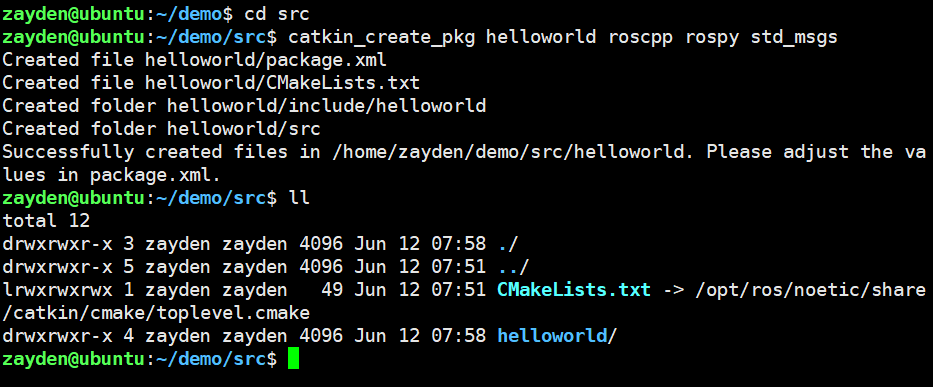 zayden@ubuntu:~/demo$ cd src
zayden@ubuntu:~/demo/src$ catkin_create_pkg helloworld roscpp rospy std_msgs
Created file helloworld/package.xml
Created file helloworld/CMakeLists.txt
Created folder helloworld/include/helloworld
Created folder helloworld/src
Successfully created files in /home/zayden/demo/src/helloworld. Please adjust the va
lues in package.xml.
zayden@ubuntu:~/demo/src$ ll
total 12
drwxrwxr-x 3 zayden zayden 4096 Jun 12 07:58 ./
drwxrwxr-x 5 zayden zayden 4096 Jun 12 07:51 ../
lrwxrwxrwx 1 zayden zayden   49 Jun 12 07:51 CMakeLists.txt -> /opt/ros/noetic/share
/catkin/cmake/toplevel.cmake
drwxrwxr-x 4 zayden zayden 4096 Jun 12 07:58 helloworld/
zayden@ubuntu:~/demo/src$